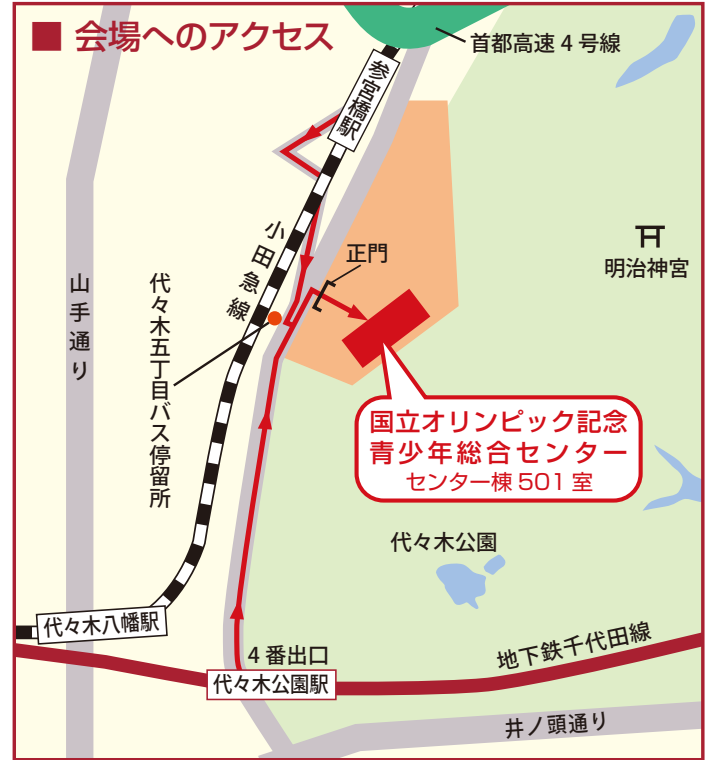 ■ 会場へのアクセス
首都高速4号線
参宮橋駅
小田急線
正門
明治神宮
山手通り
代々木五丁目バス停留所
国立オリンピック記念
青少年総合センター
センター棟 501 室
代々木公園
代々木八幡駅
4番出口
地下鉄千代田線
代々木公園駅
井ノ頭通り